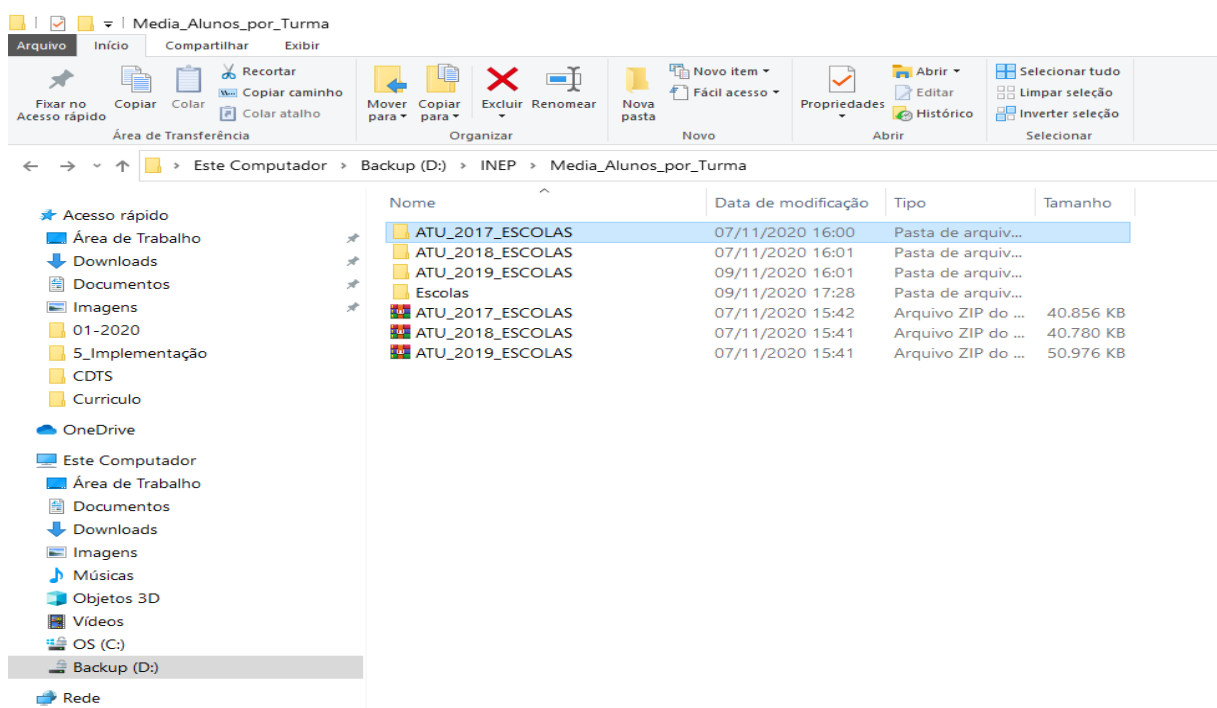 Media_Alunos_por_Turma
Arquivo Início Compartilhar Exibir
Fixar no Acesso rápido
Copiar
Colar
Recortar
Copiar caminho
Colar atalho
Área de Transferência
Mover para
Copiar para
Excluir
Renomear
Organizar
Nova pasta
Novo item
Fácil acesso
Novo
Propriedades
Abrir
Editar
Histórico
Abrir
Selecionar tudo
Limpar seleção
Inverter seleção
Selecionar
Este Computador > Backup (D:) > INEP > Media_Alunos_por_Turma
Acesso rápido
Área de Trabalho
Downloads
Documentos
Imagens
01-2020
5_Implementação
CDTS
Curriculo
OneDrive
Este Computador
Área de Trabalho
Documentos
Downloads
Imagens
Músicas
Objetos 3D
Vídeos
OS (C:)
Backup (D:)
Rede
Nome Data de modificação Tipo Tamanho
ATU_2017_ESCOLAS 07/11/2020 16:00 Pasta de arquiv...
ATU_2018_ESCOLAS 07/11/2020 16:01 Pasta de arquiv...
ATU_2019_ESCOLAS 09/11/2020 16:01 Pasta de arquiv...
Escolas 09/11/2020 17:28 Pasta de arquiv...
ATU_2017_ESCOLAS 07/11/2020 15:42 Arquivo ZIP do ... 40.856 KB
ATU_2018_ESCOLAS 07/11/2020 15:41 Arquivo ZIP do ... 40.780 KB
ATU_2019_ESCOLAS 07/11/2020 15:41 Arquivo ZIP do ... 50.976 KB